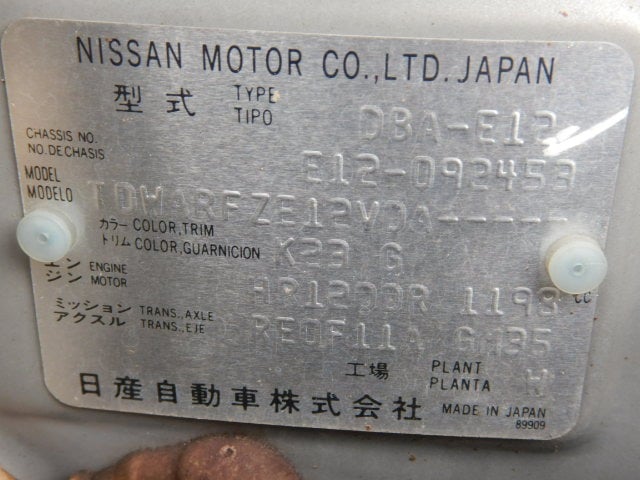 NISSAN MOTOR CO.,LTD. JAPAN
型式 TYPE TIPO DBA-E12
CHASSIS NO. NO.DE CHASIS E12-092453
MODEL MODELO TDWARFZE12VDA-----
カラー COLOR,TRIM トリム COLOR,GUARNICION K23 G
エンジン ENGINE MOTOR HR12DDR 1198 cc
ミッション TRANS.,AXLE アクスル TRANS.,EJE RE0F11A GH35
工場 PLANT PLANTA W
日産自動車株式会社 MADE IN JAPAN
89909